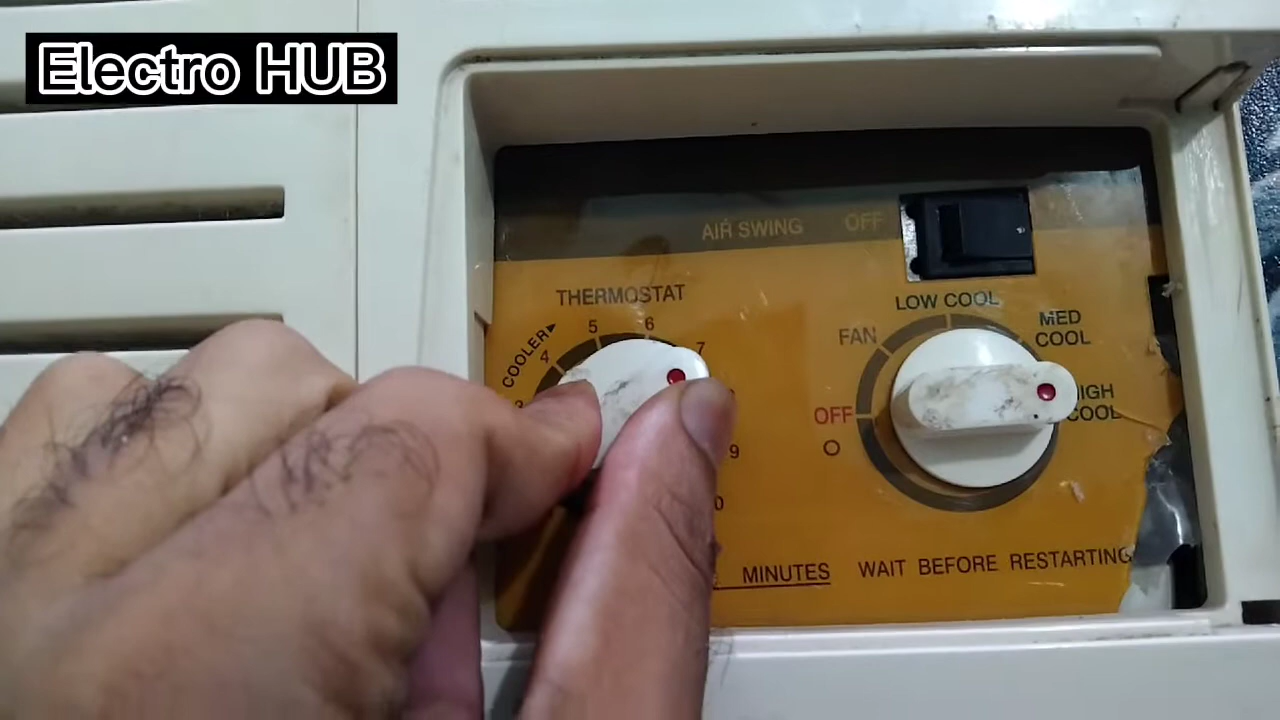 Electro HUB
AIR SWING OFF
THERMOSTAT
COOLER
4
5
6
7
9
LOW COOL
FAN
MED
COOL
OFF
COOL
MINUTES WAIT BEFORE RESTARTING